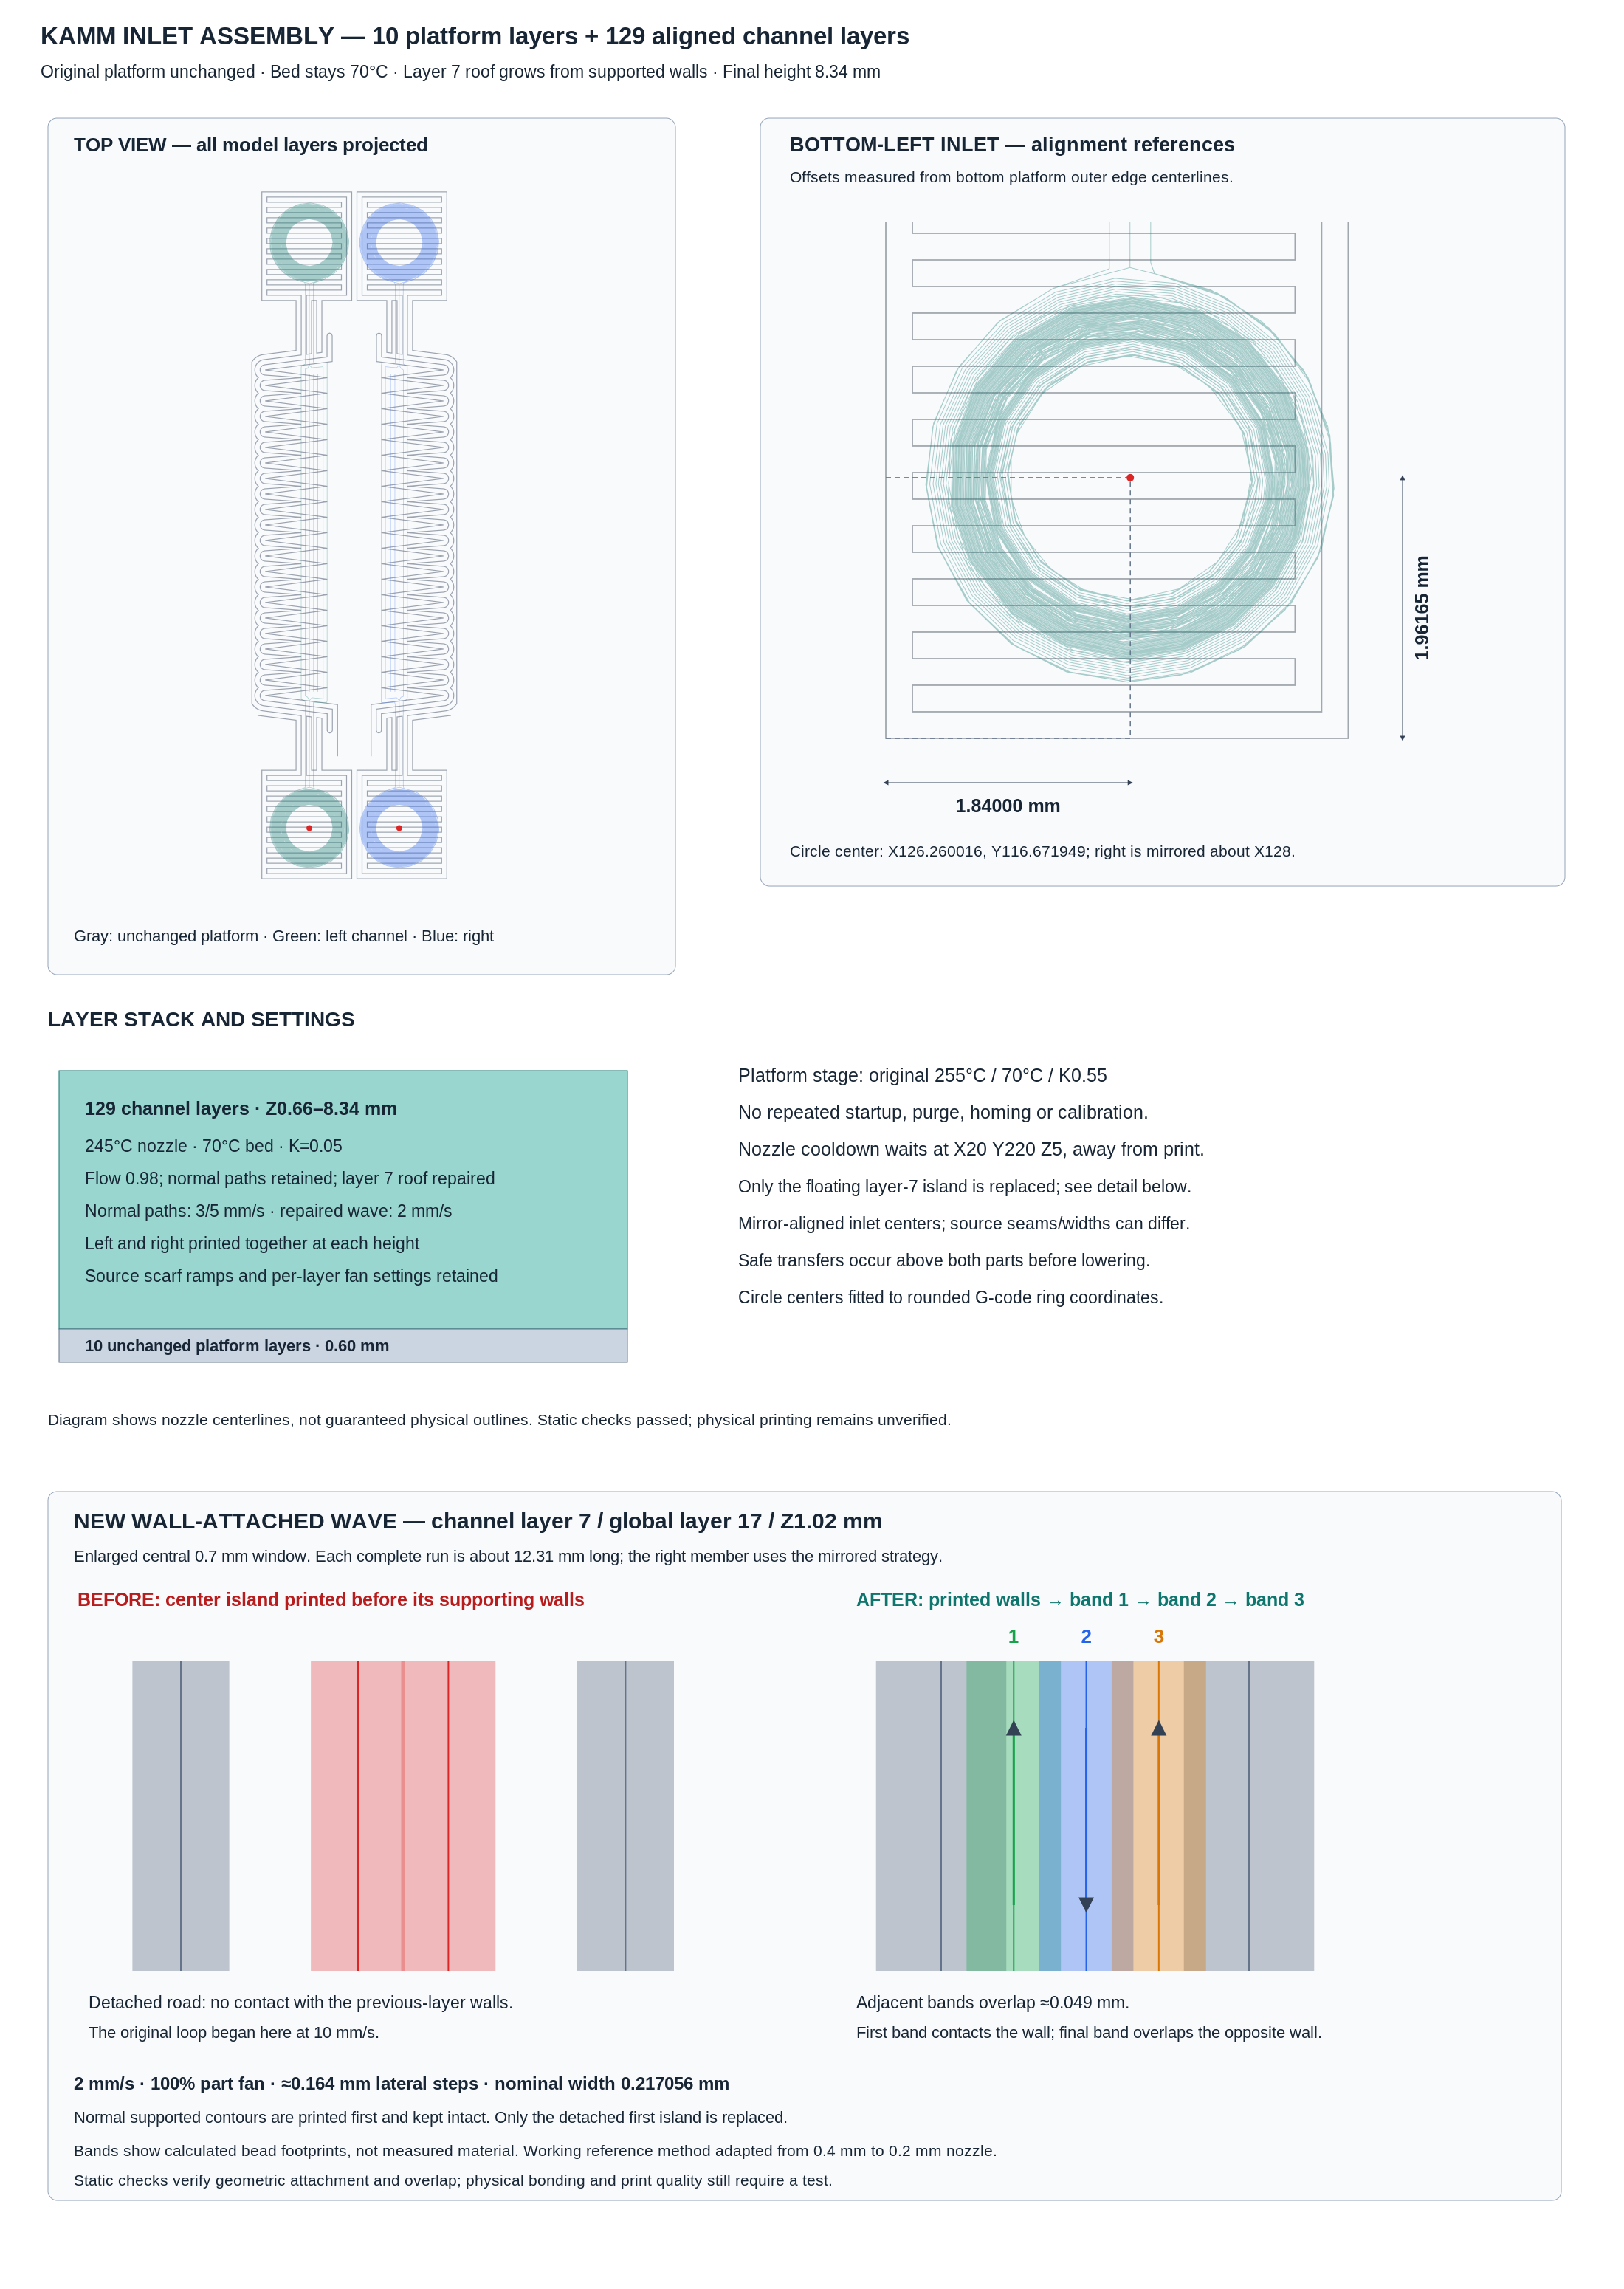 KAMM INLET ASSEMBLY — 10 platform layers + 129 aligned channel layers
Original platform unchanged · Bed stays 70°C · Layer 7 roof grows from supported walls · Final height 8.34 mm
TOP VIEW — all model layers projected
Gray: unchanged platform · Green: left channel · Blue: right
BOTTOM-LEFT INLET — alignment references
Offsets measured from bottom platform outer edge centerlines.
1.96165 mm
1.84000 mm
Circle center: X126.260016, Y116.671949; right is mirrored about X128.
LAYER STACK AND SETTINGS
129 channel layers · Z0.66–8.34 mm
245°C nozzle · 70°C bed · K=0.05
Flow 0.98; normal paths retained; layer 7 roof repaired
Normal paths: 3/5 mm/s · repaired wave: 2 mm/s
Left and right printed together at each height
Source scarf ramps and per-layer fan settings retained
10 unchanged platform layers · 0.60 mm
Platform stage: original 255°C / 70°C / K0.55
No repeated startup, purge, homing or calibration.
Nozzle cooldown waits at X20 Y220 Z5, away from print.
Only the floating layer-7 island is replaced; see detail below.
Mirror-aligned inlet centers; source seams/widths can differ.
Safe transfers occur above both parts before lowering.
Circle centers fitted to rounded G-code ring coordinates.
Diagram shows nozzle centerlines, not guaranteed physical outlines. Static checks passed; physical printing remains unverified.
NEW WALL-ATTACHED WAVE — channel layer 7 / global layer 17 / Z1.02 mm
Enlarged central 0.7 mm window. Each complete run is about 12.31 mm long; the right member uses the mirrored strategy.
BEFORE: center island printed before its supporting walls
Detached road: no contact with the previous-layer walls.
The original loop began here at 10 mm/s.
AFTER: printed walls → band 1 → band 2 → band 3
1 2 3
Adjacent bands overlap ≈0.049 mm.
First band contacts the wall; final band overlaps the opposite wall.
2 mm/s · 100% part fan · ≈0.164 mm lateral steps · nominal width 0.217056 mm
Normal supported contours are printed first and kept intact. Only the detached first island is replaced.
Bands show calculated bead footprints, not measured material. Working reference method adapted from 0.4 mm to 0.2 mm nozzle.
Static checks verify geometric attachment and overlap; physical bonding and print quality still require a test.